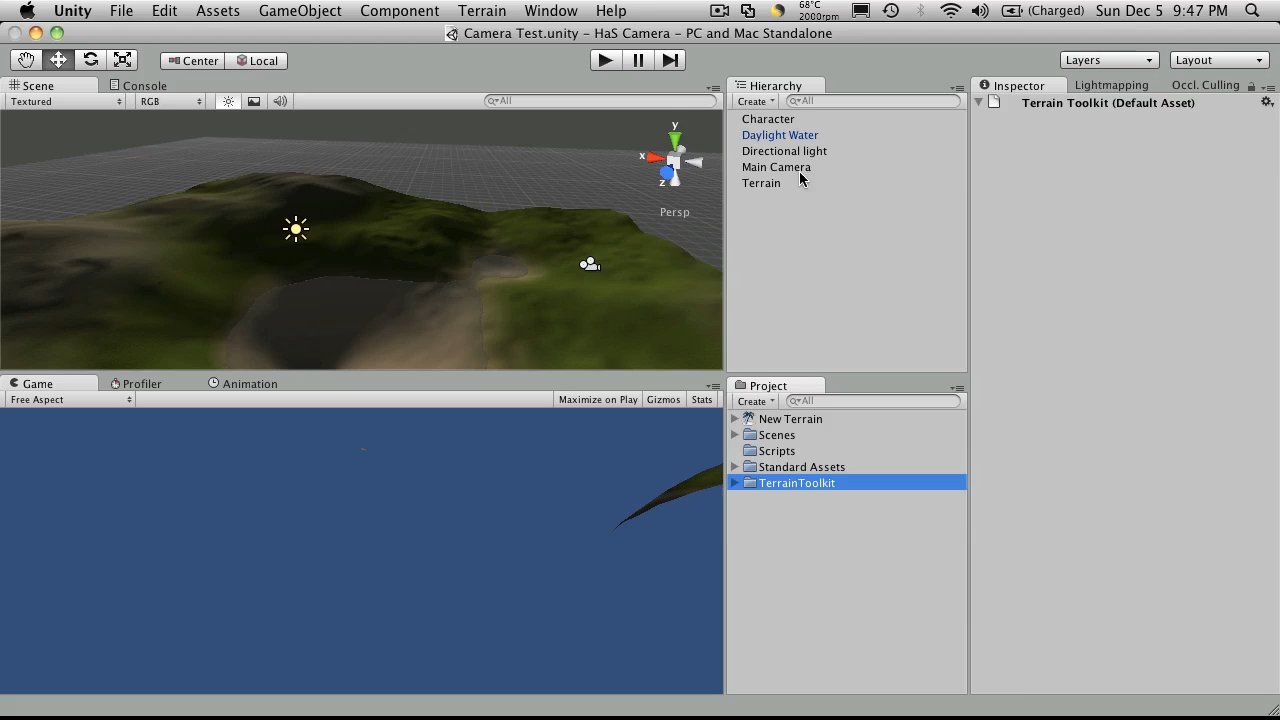 Unity File Edit Assets GameObject Component Terrain Window Help 68°C 2000rpm (Charged) Sun Dec 5 9:47 PM
Camera Test.unity - HaS Camera - PC and Mac Standalone
Center Local Layers Layout
Scene Console
Textured RGB All
y
x
z
Persp
Hierarchy
Create All
Character
Daylight Water
Directional light
Main Camera
Terrain
Inspector Lightmapping Occl. Culling
Terrain Toolkit (Default Asset)
Game Profiler Animation
Free Aspect Maximize on Play Gizmos Stats
Project
Create All
New Terrain
Scenes
Scripts
Standard Assets
TerrainToolkit